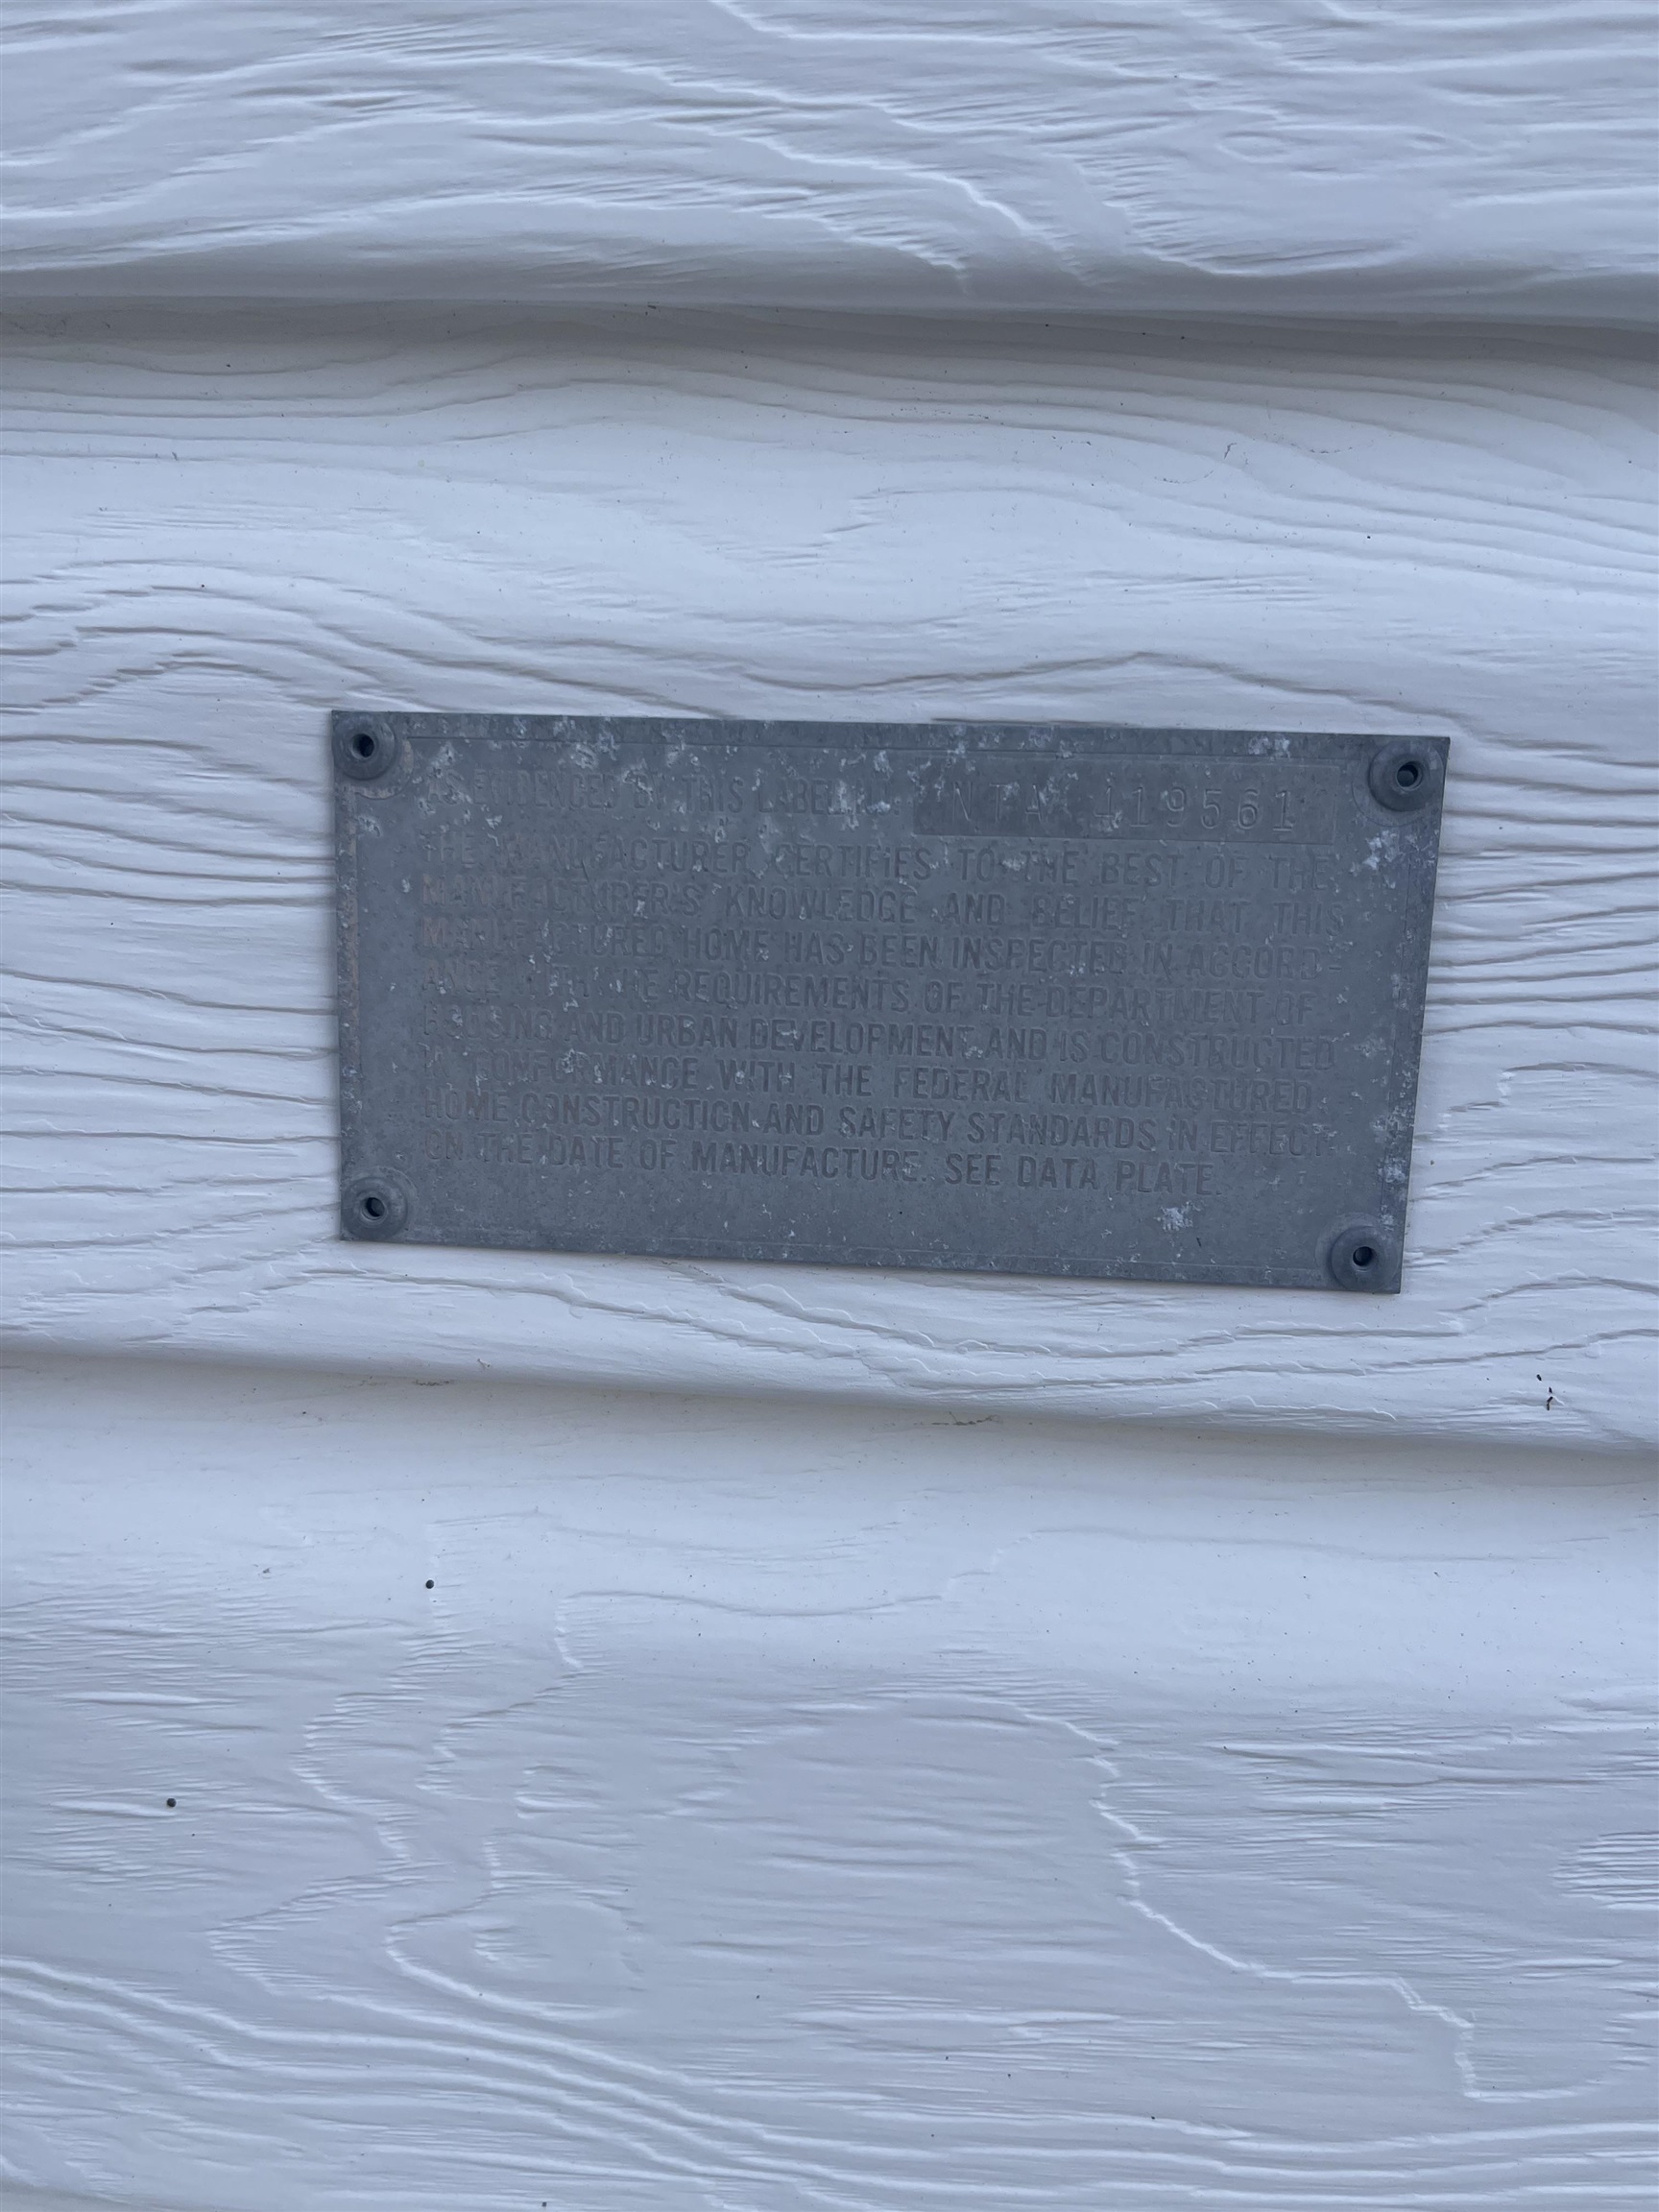 AS EVIDENCED BY THIS LABEL NO. NTA 1195617
THE MANUFACTURER CERTIFIES TO THE BEST OF THE
MANUFACTURER'S KNOWLEDGE AND BELIEF THAT THIS
MANUFACTURED HOME HAS BEEN INSPECTED IN ACCORD-
ANCE WITH THE REQUIREMENTS OF THE DEPARTMENT OF
HOUSING AND URBAN DEVELOPMENT AND IS CONSTRUCTED
IN CONFORMANCE WITH THE FEDERAL MANUFACTURED
HOME CONSTRUCTION AND SAFETY STANDARDS IN EFFECT
ON THE DATE OF MANUFACTURE. SEE DATA PLATE.